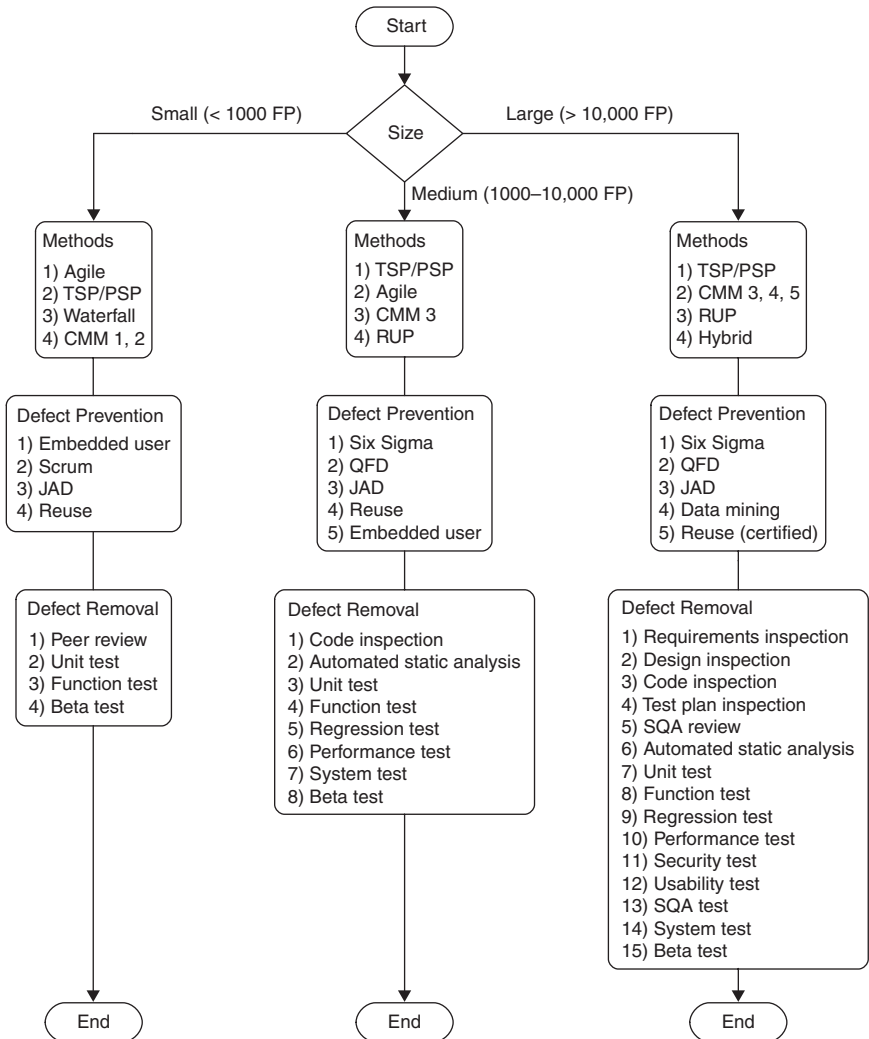 Start
Size
Small (< 1000 FP)
Large (> 10,000 FP)
Medium (1000–10,000 FP)
Methods
1) Agile
2) TSP/PSP
3) Waterfall
4) CMM 1, 2
Defect Prevention
1) Embedded user
2) Scrum
3) JAD
4) Reuse
Defect Removal
1) Peer review
2) Unit test
3) Function test
4) Beta test
End
Methods
1) TSP/PSP
2) Agile
3) CMM 3
4) RUP
Defect Prevention
1) Six Sigma
2) QFD
3) JAD
4) Reuse
5) Embedded user
Defect Removal
1) Code inspection
2) Automated static analysis
3) Unit test
4) Function test
5) Regression test
6) Performance test
7) System test
8) Beta test
End
Methods
1) TSP/PSP
2) CMM 3, 4, 5
3) RUP
4) Hybrid
Defect Prevention
1) Six Sigma
2) QFD
3) JAD
4) Data mining
5) Reuse (certified)
Defect Removal
1) Requirements inspection
2) Design inspection
3) Code inspection
4) Test plan inspection
5) SQA review
6) Automated static analysis
7) Unit test
8) Function test
9) Regression test
10) Performance test
11) Security test
12) Usability test
13) SQA test
14) System test
15) Beta test
End